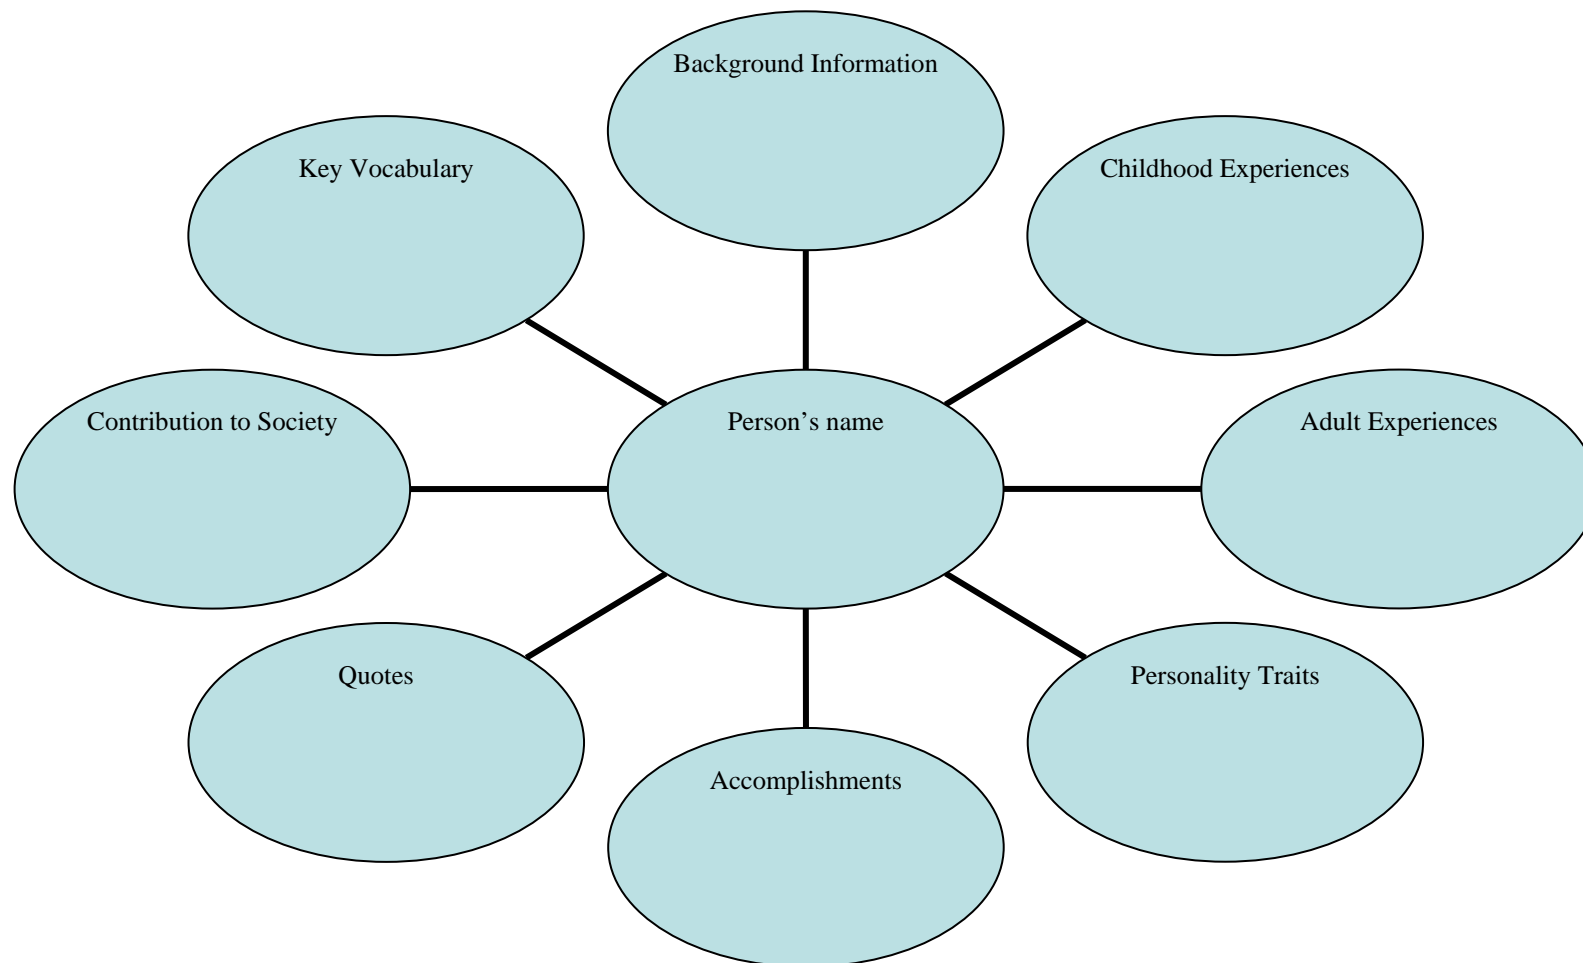 Background Information
Key Vocabulary
Childhood Experiences
Contribution to Society
Person’s name
Adult Experiences
Quotes
Personality Traits
Accomplishments